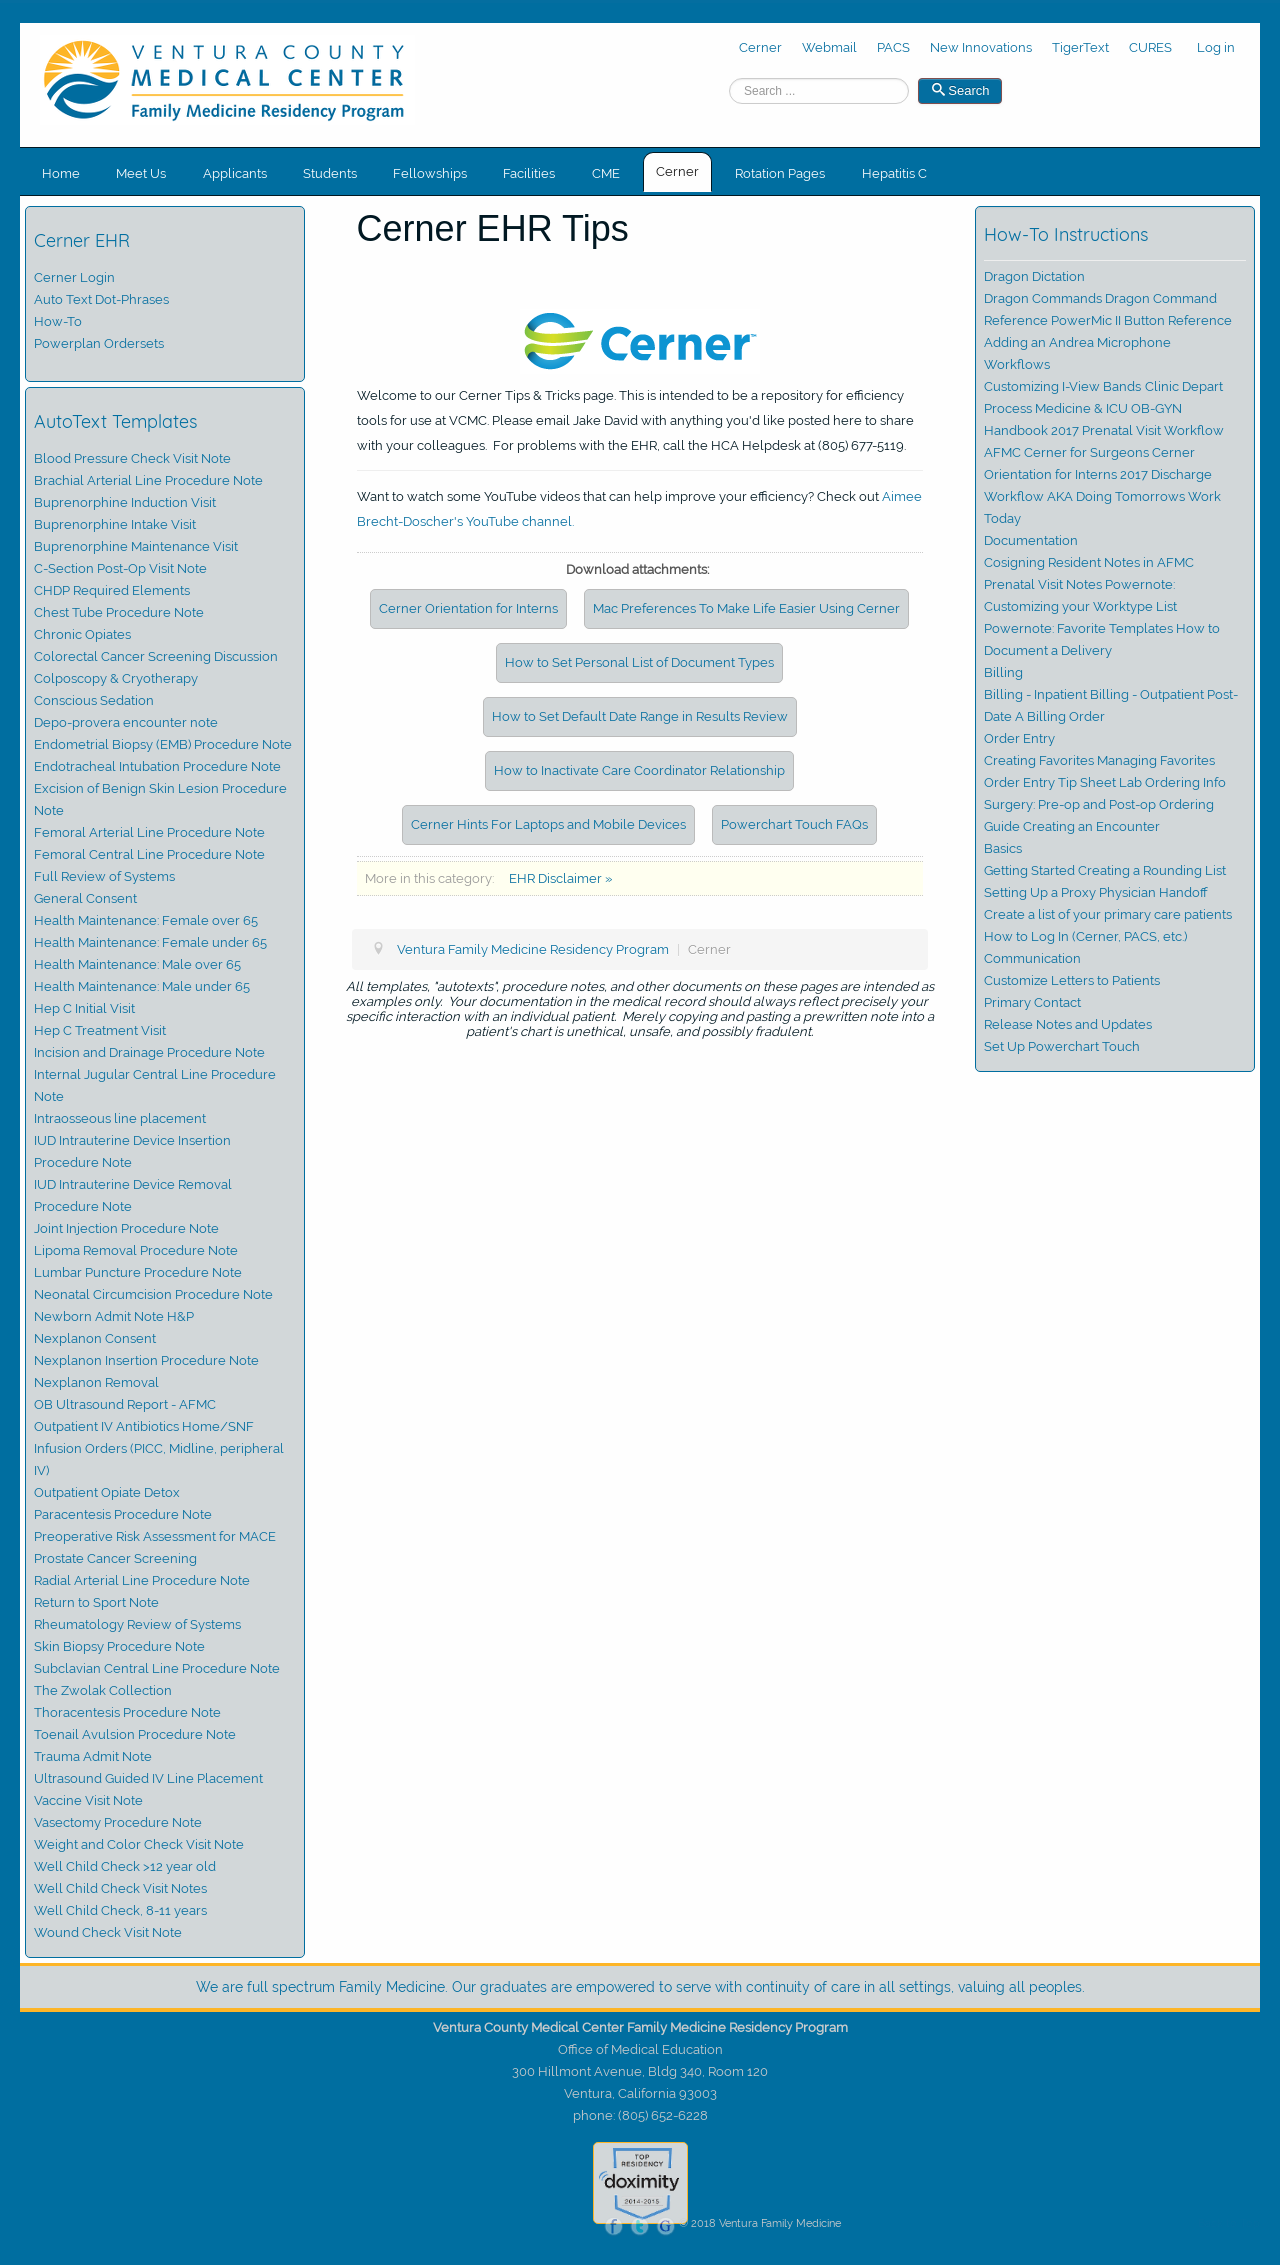 VENTURA COUNTY
MEDICAL CENTER
Family Medicine Residency Program
Cerner Webmail PACS New Innovations TigerText CURES Log in
Search ... Search
Home Meet Us Applicants Students Fellowships Facilities CME Cerner Rotation Pages Hepatitis C
Cerner EHR
Cerner Login
Auto Text Dot-Phrases
How-To
Powerplan Ordersets
AutoText Templates
Blood Pressure Check Visit Note
Brachial Arterial Line Procedure Note
Buprenorphine Induction Visit
Buprenorphine Intake Visit
Buprenorphine Maintenance Visit
C-Section Post-Op Visit Note
CHDP Required Elements
Chest Tube Procedure Note
Chronic Opiates
Colorectal Cancer Screening Discussion
Colposcopy & Cryotherapy
Conscious Sedation
Depo-provera encounter note
Endometrial Biopsy (EMB) Procedure Note
Endotracheal Intubation Procedure Note
Excision of Benign Skin Lesion Procedure
Note
Femoral Arterial Line Procedure Note
Femoral Central Line Procedure Note
Full Review of Systems
General Consent
Health Maintenance: Female over 65
Health Maintenance: Female under 65
Health Maintenance: Male over 65
Health Maintenance: Male under 65
Hep C Initial Visit
Hep C Treatment Visit
Incision and Drainage Procedure Note
Internal Jugular Central Line Procedure
Note
Intraosseous line placement
IUD Intrauterine Device Insertion
Procedure Note
IUD Intrauterine Device Removal
Procedure Note
Joint Injection Procedure Note
Lipoma Removal Procedure Note
Lumbar Puncture Procedure Note
Neonatal Circumcision Procedure Note
Newborn Admit Note H&P
Nexplanon Consent
Nexplanon Insertion Procedure Note
Nexplanon Removal
OB Ultrasound Report - AFMC
Outpatient IV Antibiotics Home/SNF
Infusion Orders (PICC, Midline, peripheral
IV)
Outpatient Opiate Detox
Paracentesis Procedure Note
Preoperative Risk Assessment for MACE
Prostate Cancer Screening
Radial Arterial Line Procedure Note
Return to Sport Note
Rheumatology Review of Systems
Skin Biopsy Procedure Note
Subclavian Central Line Procedure Note
The Zwolak Collection
Thoracentesis Procedure Note
Toenail Avulsion Procedure Note
Trauma Admit Note
Ultrasound Guided IV Line Placement
Vaccine Visit Note
Vasectomy Procedure Note
Weight and Color Check Visit Note
Well Child Check >12 year old
Well Child Check Visit Notes
Well Child Check, 8-11 years
Wound Check Visit Note
Cerner EHR Tips
Cerner™
Welcome to our Cerner Tips & Tricks page. This is intended to be a repository for efficiency
tools for use at VCMC. Please email Jake David with anything you'd like posted here to share
with your colleagues. For problems with the EHR, call the HCA Helpdesk at (805) 677-5119.
Want to watch some YouTube videos that can help improve your efficiency? Check out Aimee
Brecht-Doscher's YouTube channel.
Download attachments:
Cerner Orientation for Interns Mac Preferences To Make Life Easier Using Cerner
How to Set Personal List of Document Types
How to Set Default Date Range in Results Review
How to Inactivate Care Coordinator Relationship
Cerner Hints For Laptops and Mobile Devices Powerchart Touch FAQs
More in this category: EHR Disclaimer »
Ventura Family Medicine Residency Program | Cerner
All templates, "autotexts", procedure notes, and other documents on these pages are intended as
examples only. Your documentation in the medical record should always reflect precisely your
specific interaction with an individual patient. Merely copying and pasting a prewritten note into a
patient's chart is unethical, unsafe, and possibly fradulent.
How-To Instructions
Dragon Dictation
Dragon Commands Dragon Command
Reference PowerMic II Button Reference
Adding an Andrea Microphone
Workflows
Customizing I-View Bands Clinic Depart
Process Medicine & ICU OB-GYN
Handbook 2017 Prenatal Visit Workflow
AFMC Cerner for Surgeons Cerner
Orientation for Interns 2017 Discharge
Workflow AKA Doing Tomorrows Work
Today
Documentation
Cosigning Resident Notes in AFMC
Prenatal Visit Notes Powernote:
Customizing your Worktype List
Powernote: Favorite Templates How to
Document a Delivery
Billing
Billing - Inpatient Billing - Outpatient Post-
Date A Billing Order
Order Entry
Creating Favorites Managing Favorites
Order Entry Tip Sheet Lab Ordering Info
Surgery: Pre-op and Post-op Ordering
Guide Creating an Encounter
Basics
Getting Started Creating a Rounding List
Setting Up a Proxy Physician Handoff
Create a list of your primary care patients
How to Log In (Cerner, PACS, etc.)
Communication
Customize Letters to Patients
Primary Contact
Release Notes and Updates
Set Up Powerchart Touch
We are full spectrum Family Medicine. Our graduates are empowered to serve with continuity of care in all settings, valuing all peoples.
Ventura County Medical Center Family Medicine Residency Program
Office of Medical Education
300 Hillmont Avenue, Bldg 340, Room 120
Ventura, California 93003
phone: (805) 652-6228
TOP
RESIDENCY
doximity
2014-2015
f t G © 2018 Ventura Family Medicine